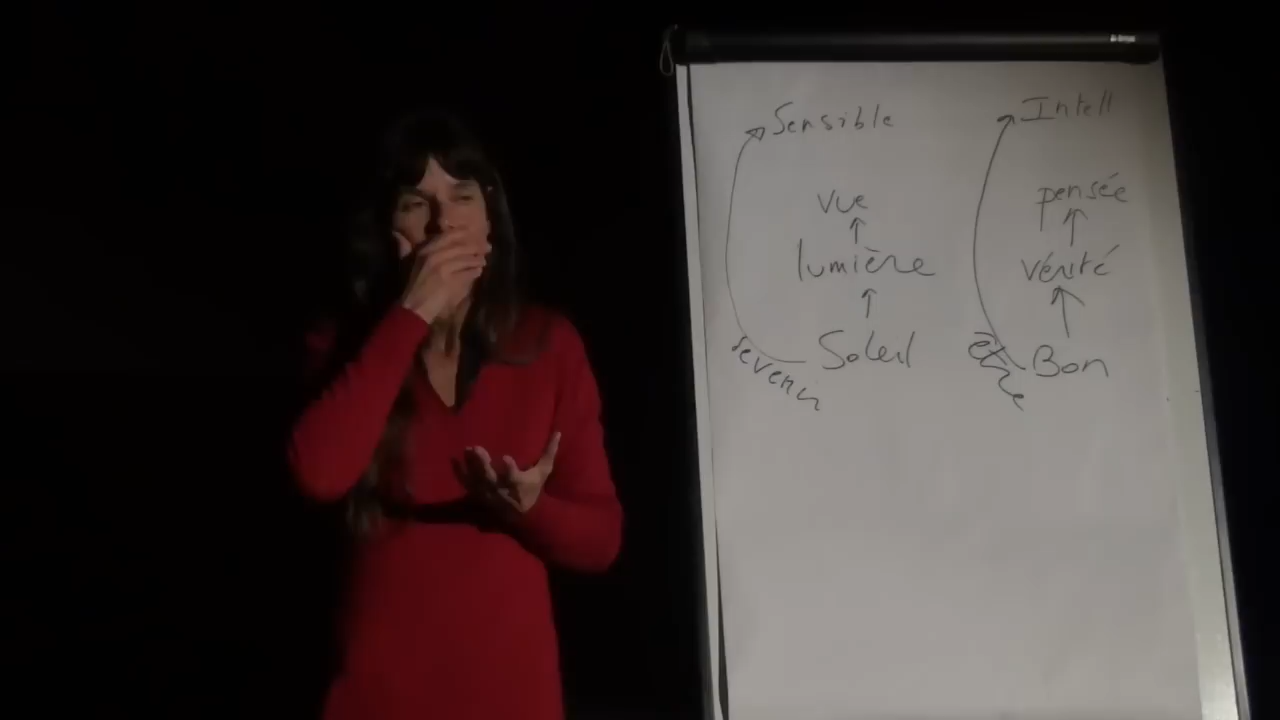 Sensible
vue
lumière
Soleil
devenir
Intell
pensée
vérité
Bon
être